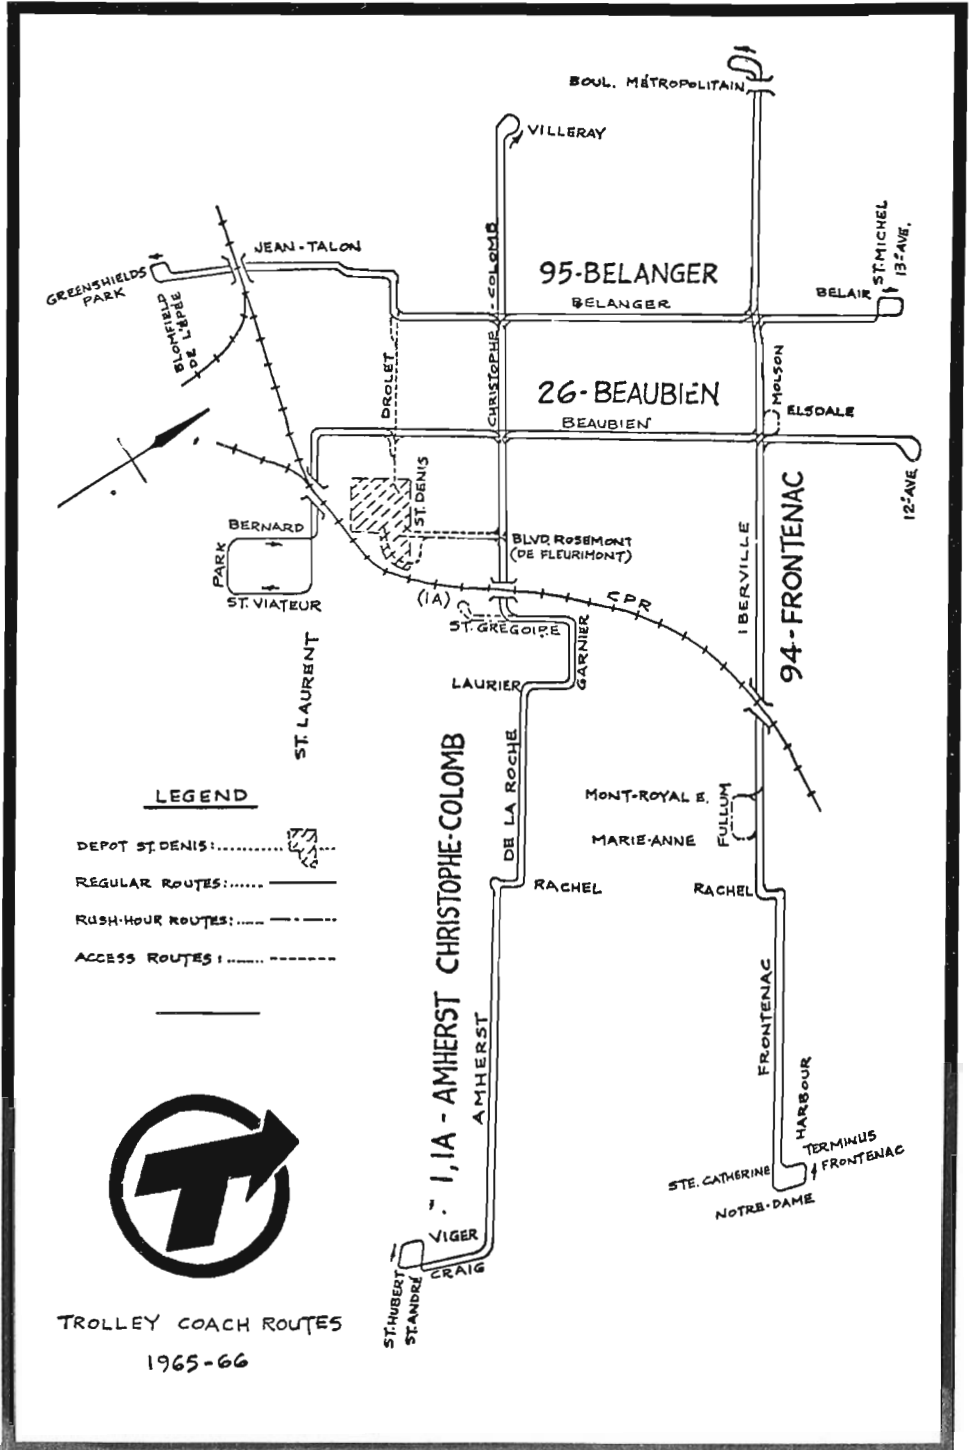 BOUL. MÉTROPOLITAIN
VILLERAY
JEAN-TALON
GREENSHIELDS
PARK
BLOMFIELD
DE L'ÉPÉE
CHRISTOPHE-COLOMB
95-BELANGER
BELANGER
BELAIR
ST. MICHEL
13E AVE.
DROLET
26-BEAUBIEN
BEAUBIEN
MOLSON
ELSDALE
12E AVE.
ST. DENIS
BERNARD
PARK
ST. VIATEUR
BLVD. ROSEMONT
(DE FLEURIMONT)
(1A)
CPR
ST. GREGOIRE
GARNIER
LAURIER
IBERVILLE
94-FRONTENAC
ST. LAURENT
DE LA ROCHE
1,1A - AMHERST CHRISTOPHE-COLOMB
MONT-ROYAL E.
FULLUM
MARIE-ANNE
RACHEL
RACHEL
LEGEND
DEPOT ST. DENIS:
REGULAR ROUTES:
RUSH-HOUR ROUTES:
ACCESS ROUTES:
AMHERST
FRONTENAC
HARBOUR
TERMINUS
FRONTENAC
STE. CATHERINE
NOTRE-DAME
VIGER
CRAIG
ST. HUBERT
ST. ANDRÉ
T
TROLLEY COACH ROUTES
1965-66